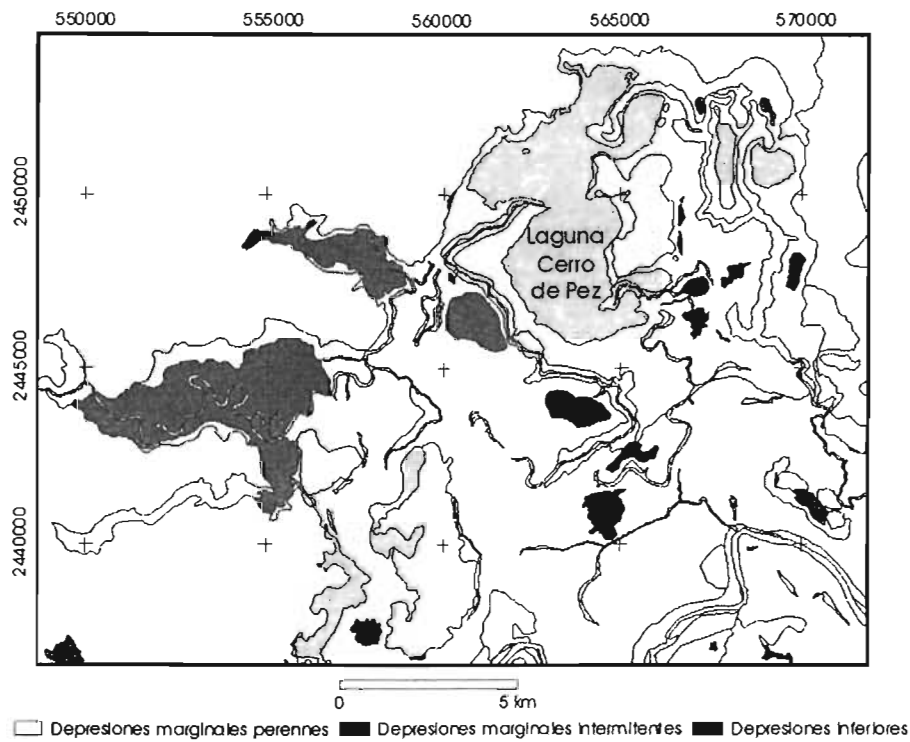 550000 555000 560000 565000 570000
2450000
2445000
2440000
Laguna
Cerro
de Pez
0 5 km
Depresiones marginales perennes Depresiones marginales intermitentes Depresiones inferiores